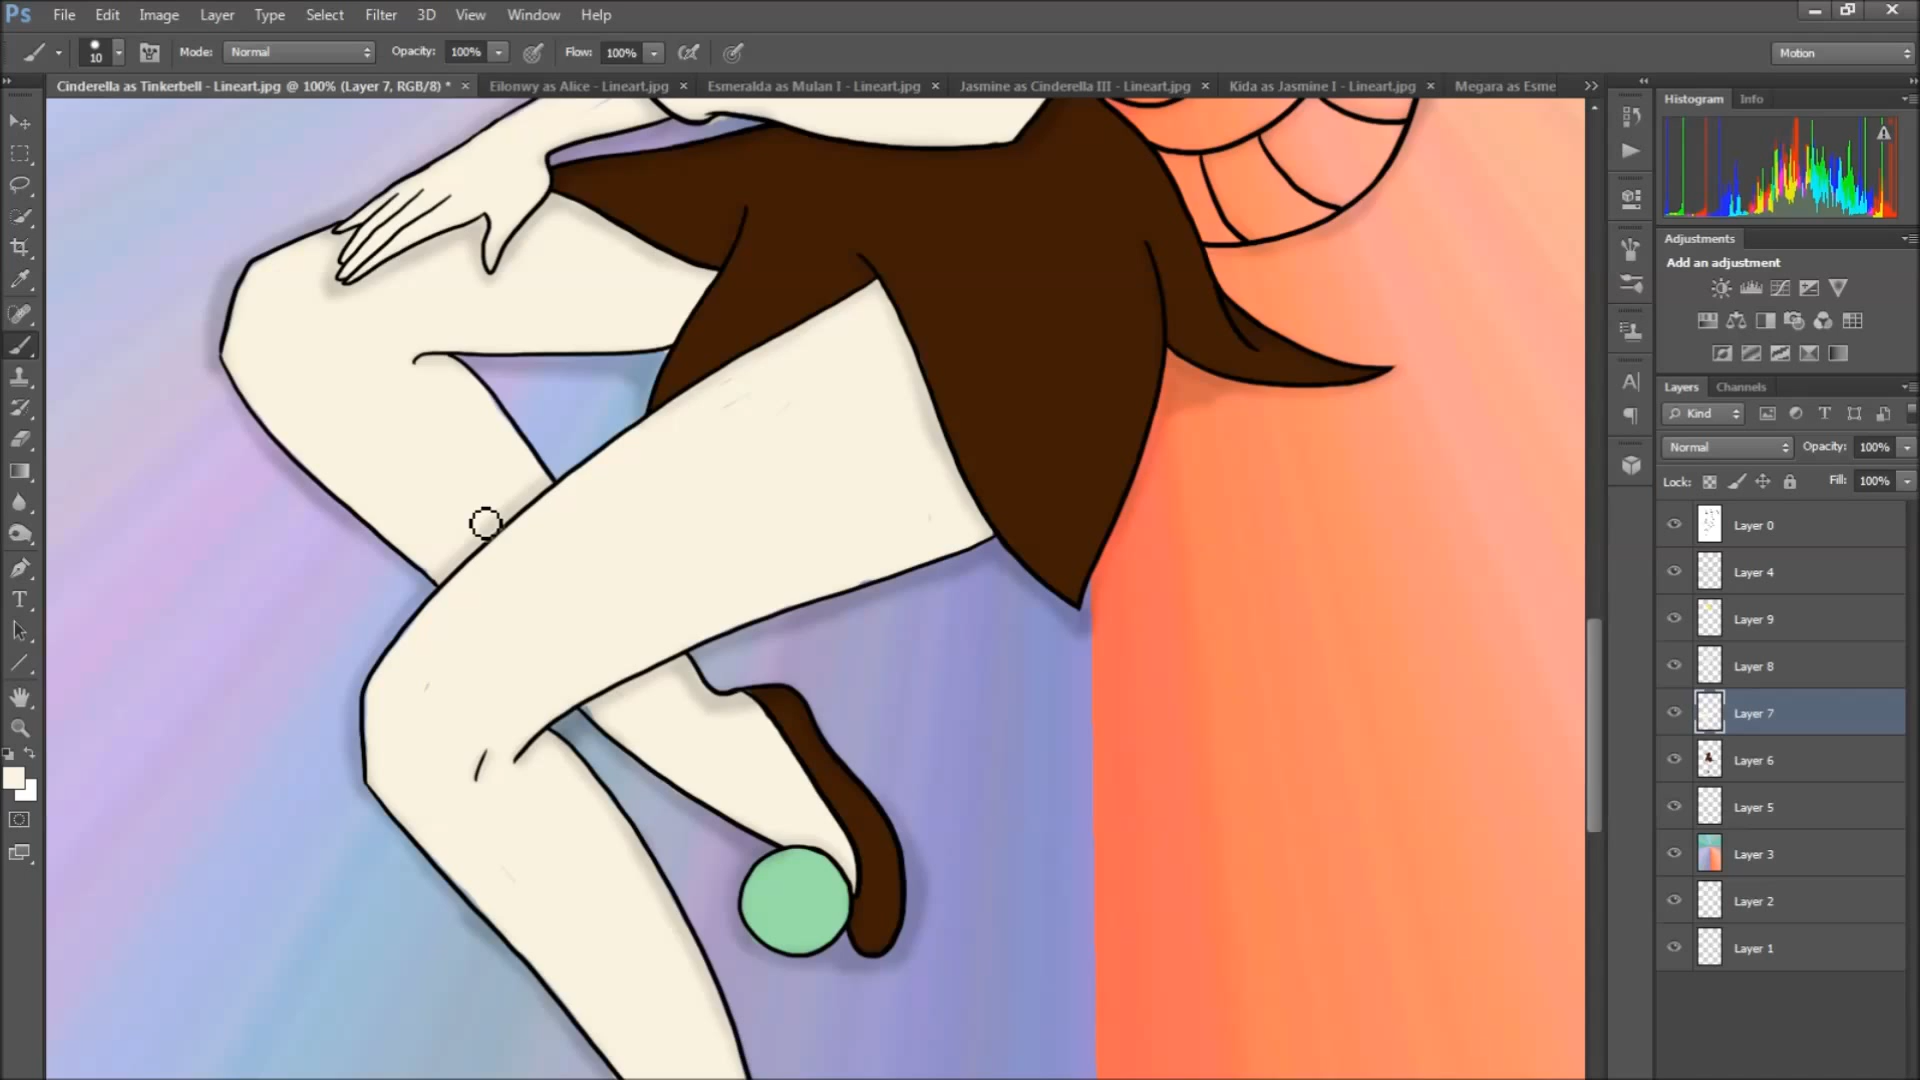 Ps File Edit Image Layer Type Select Filter 3D View Window Help
10 Mode: Normal Opacity: 100% Flow: 100% Motion
Cinderella as Tinkerbell - Lineart.jpg @ 100% (Layer 7, RGB/8) * Eilonwy as Alice - Lineart.jpg Esmeralda as Mulan I - Lineart.jpg Jasmine as Cinderella III - Lineart.jpg Kida as Jasmine I - Lineart.jpg Megara as Esme
Histogram Info
Adjustments
Add an adjustment
Layers Channels
Kind
Normal Opacity: 100%
Lock: Fill: 100%
Layer 0
Layer 4
Layer 9
Layer 8
Layer 7
Layer 6
Layer 5
Layer 3
Layer 2
Layer 1